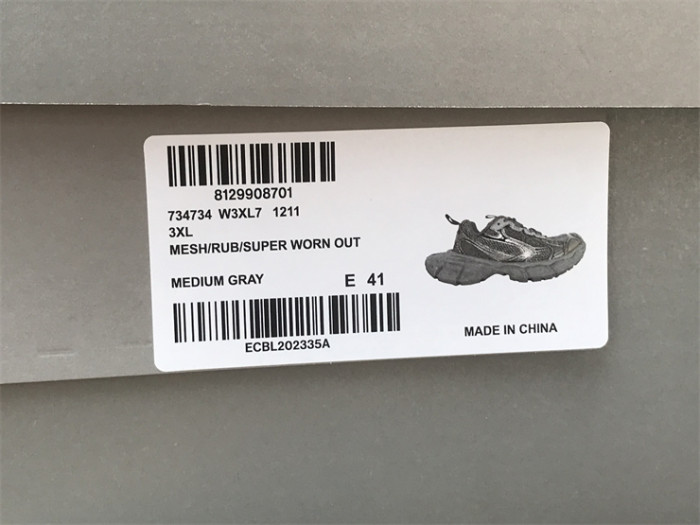 8129908701
734734 W3XL7 1211
3XL
MESH/RUB/SUPER WORN OUT
MEDIUM GRAY E 41
ECBL202335A
MADE IN CHINA